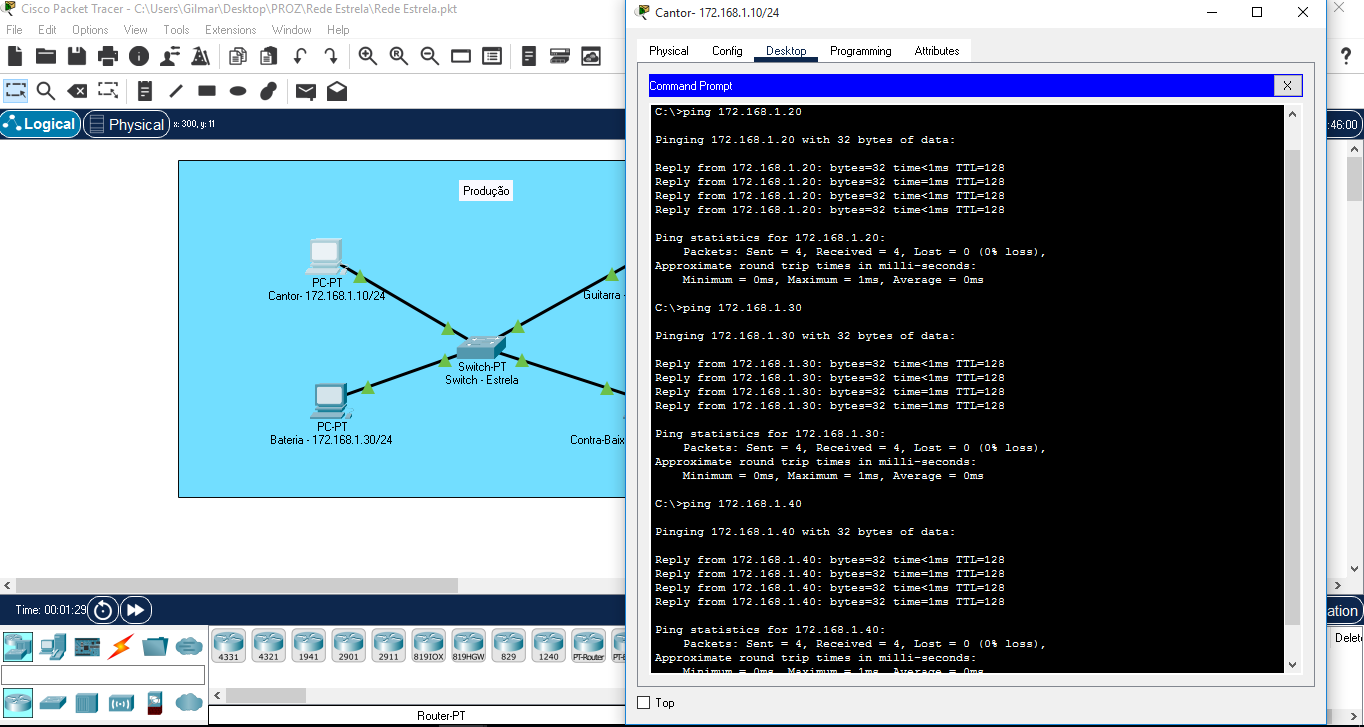 Cisco Packet Tracer - C:\Users\Gilmar\Desktop\PROZ\Rede Estrela\Rede Estrela.pkt
File Edit Options View Tools Extensions Window Help
Logical
Physical
x: 300, y: 11
:46:00
Produção
PC-PT
Cantor- 172.168.1.10/24
Guitarra -
Switch-PT
Switch - Estrela
PC-PT
Bateria - 172.168.1.30/24
Contra-Baix
Time: 00:01:29
ation
4331 4321 1941 2901 2911 819IOX 819HGW 829 1240 PT-Router
Delete
Router-PT
Cantor- 172.168.1.10/24
Physical Config Desktop Programming Attributes
Command Prompt
X
C:\>ping 172.168.1.20
Pinging 172.168.1.20 with 32 bytes of data:
Reply from 172.168.1.20: bytes=32 time<1ms TTL=128
Reply from 172.168.1.20: bytes=32 time<1ms TTL=128
Reply from 172.168.1.20: bytes=32 time<1ms TTL=128
Reply from 172.168.1.20: bytes=32 time<1ms TTL=128
Ping statistics for 172.168.1.20:
Packets: Sent = 4, Received = 4, Lost = 0 (0% loss),
Approximate round trip times in milli-seconds:
Minimum = 0ms, Maximum = 1ms, Average = 0ms
C:\>ping 172.168.1.30
Pinging 172.168.1.30 with 32 bytes of data:
Reply from 172.168.1.30: bytes=32 time<1ms TTL=128
Reply from 172.168.1.30: bytes=32 time=1ms TTL=128
Reply from 172.168.1.30: bytes=32 time<1ms TTL=128
Reply from 172.168.1.30: bytes=32 time<1ms TTL=128
Ping statistics for 172.168.1.30:
Packets: Sent = 4, Received = 4, Lost = 0 (0% loss),
Approximate round trip times in milli-seconds:
Minimum = 0ms, Maximum = 1ms, Average = 0ms
C:\>ping 172.168.1.40
Pinging 172.168.1.40 with 32 bytes of data:
Reply from 172.168.1.40: bytes=32 time<1ms TTL=128
Reply from 172.168.1.40: bytes=32 time=1ms TTL=128
Reply from 172.168.1.40: bytes=32 time<1ms TTL=128
Reply from 172.168.1.40: bytes=32 time<1ms TTL=128
Ping statistics for 172.168.1.40:
Packets: Sent = 4, Received = 4, Lost = 0 (0% loss),
Approximate round trip times in milli-seconds:
Minimum = 0ms, Maximum = 1ms, Average = 0ms
Top